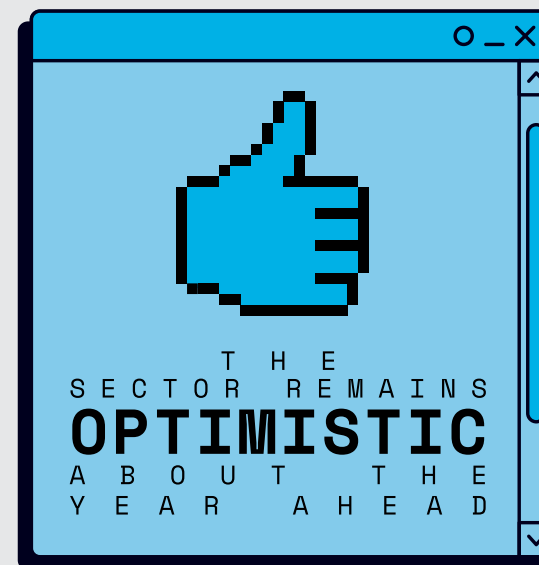 THE
SECTOR REMAINS
OPTIMISTIC
ABOUT THE
YEAR AHEAD